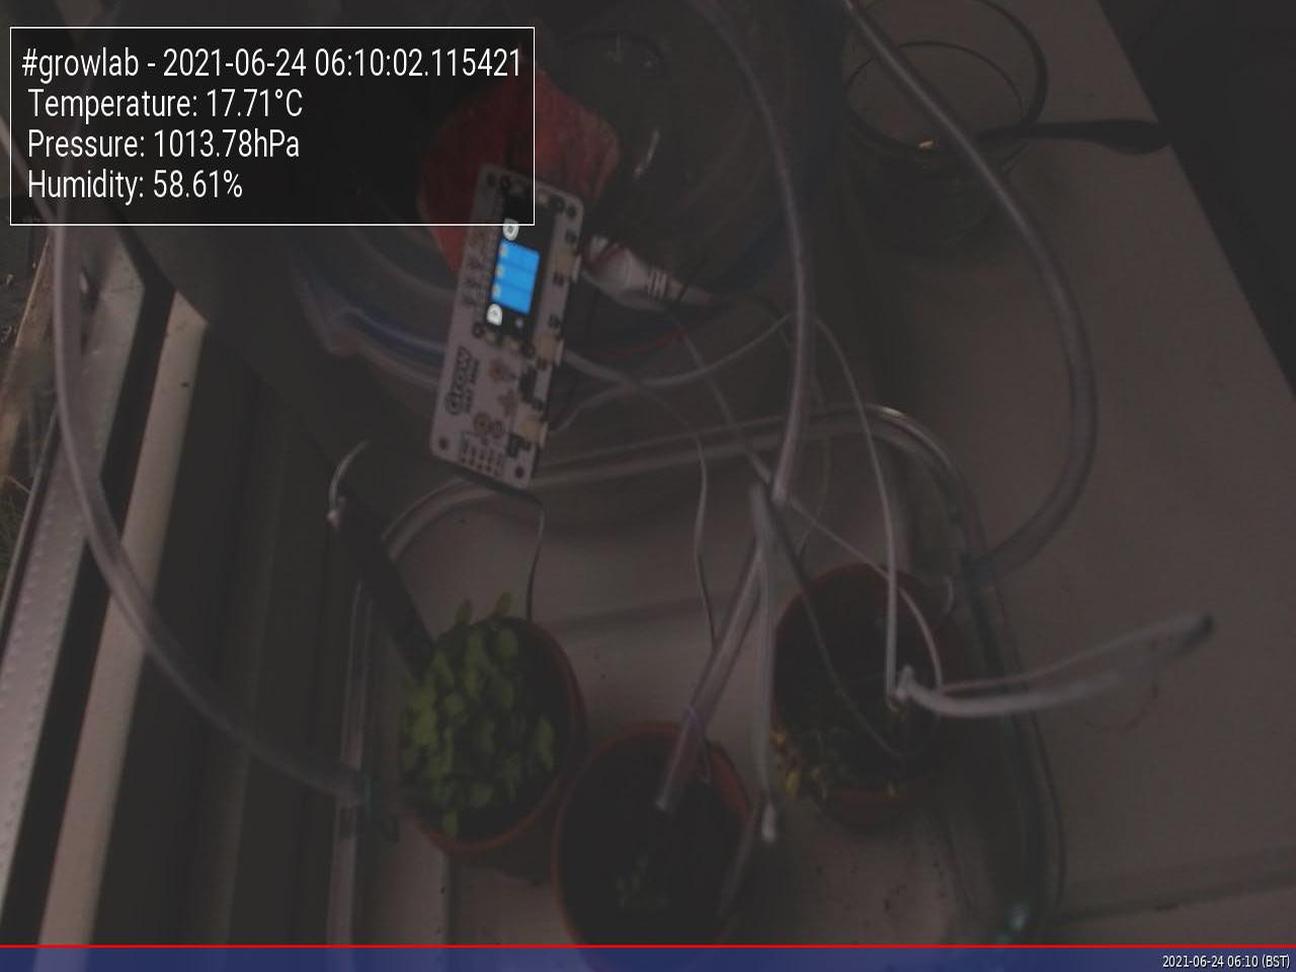 #growlab - 2021-06-24 06:10:02.115421
Temperature: 17.71°C
Pressure: 1013.78hPa
Humidity: 58.61%
GROW
2021-06-24 06:10 (BST)